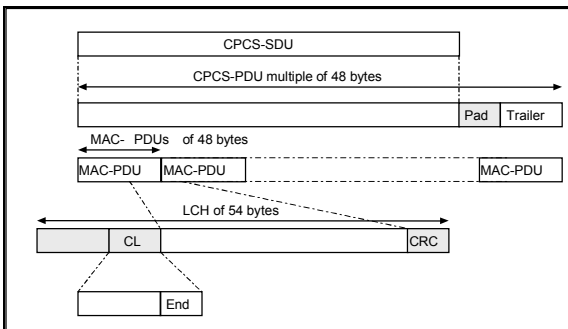 CPCS-SDU
CPCS-PDU multiple of 48 bytes
Pad Trailer
MAC- PDUs of 48 bytes
MAC-PDU MAC-PDU MAC-PDU
LCH of 54 bytes
CL CRC
End